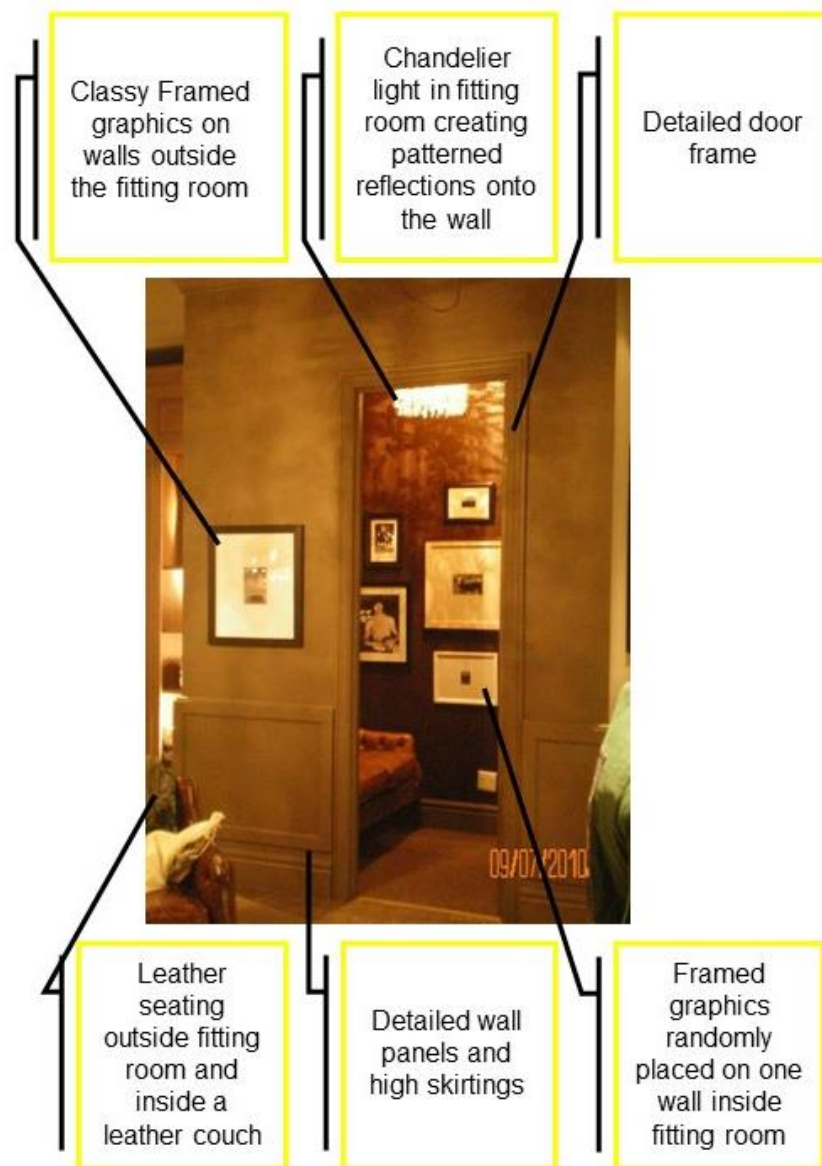 Classy Framed
graphics on
walls outside
the fitting room
Chandelier
light in fitting
room creating
patterned
reflections onto
the wall
Detailed door
frame
09/07/2010
Leather
seating
outside fitting
room and
inside a
leather couch
Detailed wall
panels and
high skirtings
Framed
graphics
randomly
placed on one
wall inside
fitting room